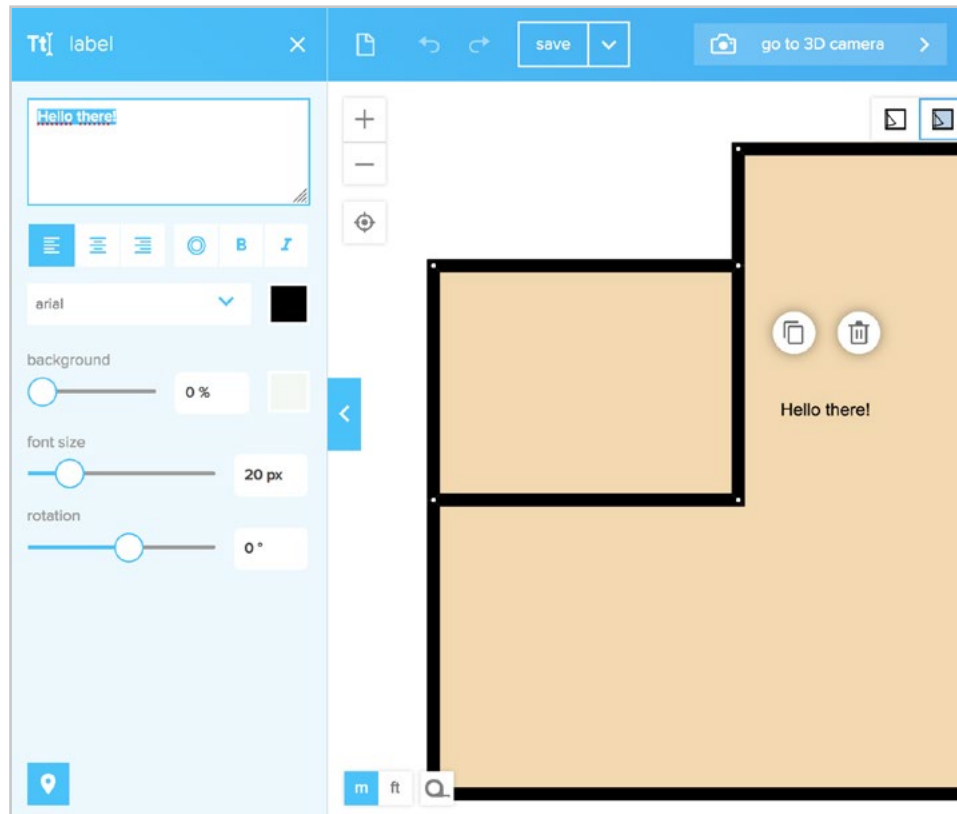 Tt label
save
go to 3D camera
Hello there!
B I
arial
background
0 %
font size
20 px
rotation
0 °
Hello there!
m ft